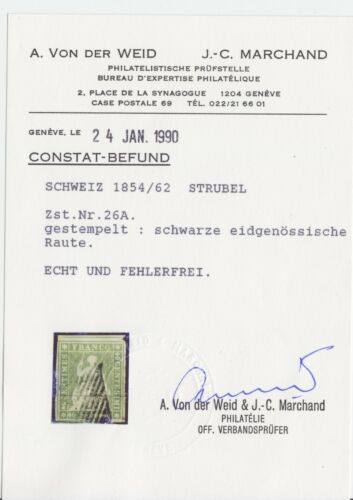 A. VON DER WEID J.-C. MARCHAND
PHILATELISTISCHE PRÜFSTELLE
BUREAU D'EXPERTISE PHILATÉLIQUE
2, PLACE DE LA SYNAGOGUE 1204 GENÈVE
CASE POSTALE 69 TÉL. 022/21 66 01
GENÈVE, LE 24 JAN. 1990
CONSTAT-BEFUND
SCHWEIZ 1854/62 STRUBEL
Zst.Nr.26A.
gestempelt : schwarze eidgenössische
Raute.
ECHT UND FEHLERFREI.
FRANCO
A. Von der Weid & J.-C. Marchand
PHILATÉLIE
OFF. VERBANDSPRÜFER